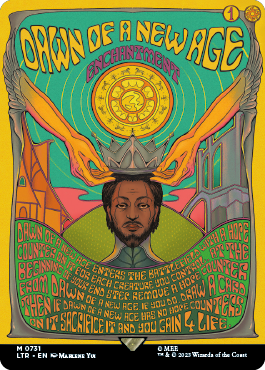 1
DAWN OF A NEW AGE
ENCHANTMENT
DAWN OF A NEW AGE ENTERS THE BATTLEFIELD WITH A HOPE
COUNTER ON IT FOR EACH CREATURE YOU CONTROL. AT THE
BEGINNING OF YOUR END STEP, REMOVE A HOPE COUNTER
FROM DAWN OF A NEW AGE. IF YOU DO, DRAW A CARD.
THEN IF DAWN OF A NEW AGE HAS NO HOPE COUNTERS
ON IT, SACRIFICE IT AND YOU GAIN 4 LIFE.
M 0731 © MEE
LTR • EN Marlene Yui ™ & © 2023 Wizards of the Coast